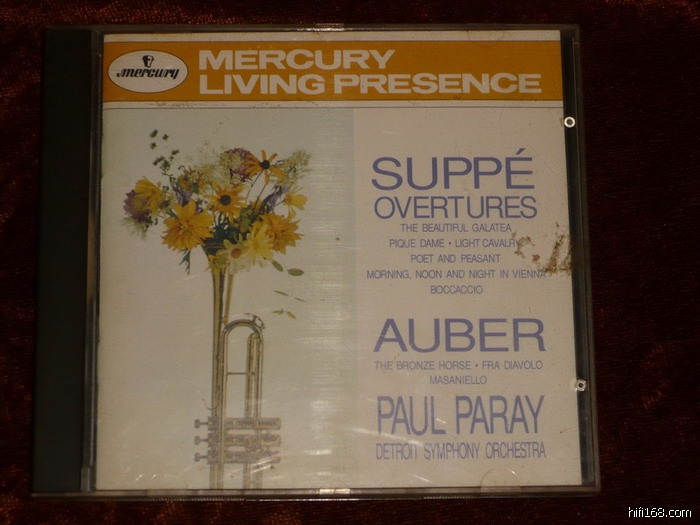 mercury
MERCURY
LIVING PRESENCE
SUPPÉ
OVERTURES
THE BEAUTIFUL GALATEA
PIQUE DAME • LIGHT CAVALRY
POET AND PEASANT
MORNING, NOON AND NIGHT IN VIENNA
BOCCACCIO
AUBER
THE BRONZE HORSE • FRA DIAVOLO
MASANIELLO
PAUL PARAY
DETROIT SYMPHONY ORCHESTRA
hifi168.com